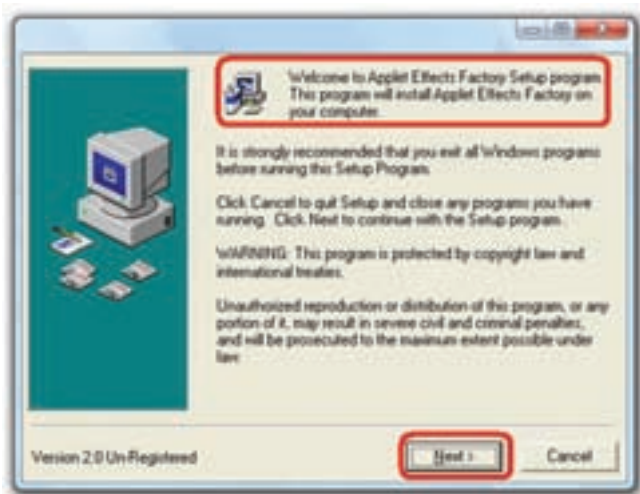 Welcome to Applet Effects Factory Setup program.
This program will install Applet Effects Factory on
your computer.
It is strongly recommended that you exit all Windows programs
before running this Setup Program.
Click Cancel to quit Setup and close any programs you have
running. Click Next to continue with the Setup program.
WARNING: This program is protected by copyright law and
international treaties.
Unauthorized reproduction or distribution of this program, or any
portion of it, may result in severe civil and criminal penalties,
and will be prosecuted to the maximum extent possible under
law.
Version 2.0 Un-Registered
Next >
Cancel